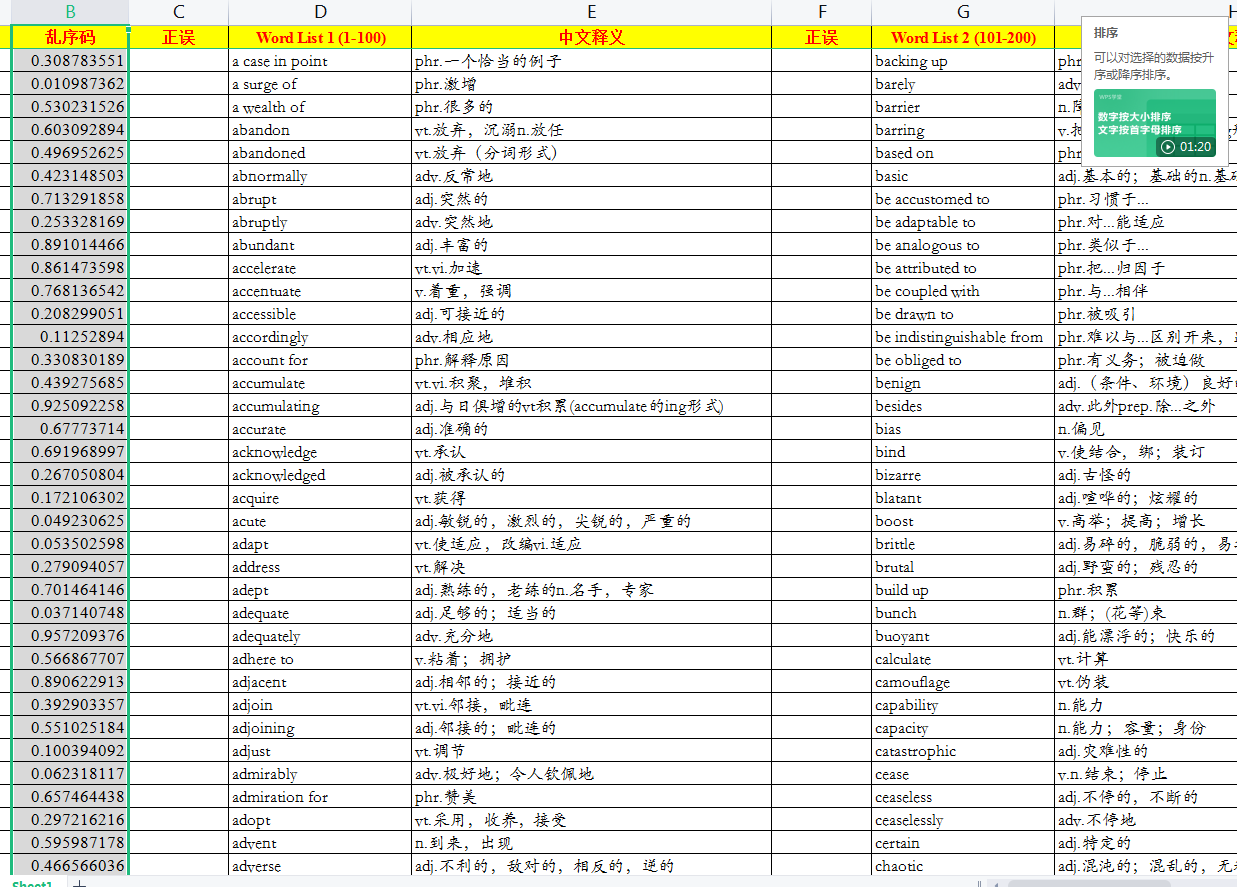 B C D E F G H
乱序码 正误 Word List 1 (1-100) 中文释义 正误 Word List 2 (101-200)
0.308783551 a case in point phr.一个恰当的例子 backing up phr
0.010987362 a surge of phr.激增 barely adv
0.530231526 a wealth of phr.很多的 barrier n.
0.603092894 abandon vt.放弃，沉溺n.放任 barring v.
0.496952625 abandoned vt.放弃（分词形式） based on phr
0.423148503 abnormally adv.反常地 basic adj.基本的；基础的n.基
0.713291858 abrupt adj.突然的 be accustomed to phr.习惯于...
0.253328169 abruptly adv.突然地 be adaptable to phr.对...能适应
0.891014466 abundant adj.丰富的 be analogous to phr.类似于...
0.861473598 accelerate vt.vi.加速 be attributed to phr.把...归因于
0.768136542 accentuate v.着重，强调 be coupled with phr.与...相伴
0.208299051 accessible adj.可接近的 be drawn to phr.被吸引
0.11252894 accordingly adv.相应地 be indistinguishable from phr.难以与...区别开来，
0.330830189 account for phr.解释原因 be obliged to phr.有义务；被迫做
0.439275685 accumulate vt.vi.积聚，堆积 benign adj.（条件、环境）良好
0.925092258 accumulating adj.与日俱增的vt积累(accumulate的ing形式) besides adv.此外prep.除...之外
0.67773714 accurate adj.准确的 bias n.偏见
0.691968997 acknowledge vt.承认 bind v.使结合，绑；装订
0.267050804 acknowledged adj.被承认的 bizarre adj.古怪的
0.172106302 acquire vt.获得 blatant adj.喧哗的；炫耀的
0.049230625 acute adj.敏锐的，激烈的，尖锐的，严重的 boost v.高举；提高；增长
0.053502598 adapt vt.使适应，改编vi.适应 brittle adj.易碎的，脆弱的，易
0.279094057 address vt.解决 brutal adj.野蛮的；残忍的
0.701464146 adept adj.熟练的，老练的n.名手，专家 build up phr.积累
0.037140748 adequate adj.足够的；适当的 bunch n.群；(花等)束
0.957209376 adequately adv.充分地 buoyant adj.能漂浮的；快乐的
0.566867707 adhere to v.粘着；拥护 calculate vt.计算
0.890622913 adjacent adj.相邻的；接近的 camouflage vt.伪装
0.392903357 adjoin vt.vi.邻接，毗连 capability n.能力
0.551025184 adjoining adj.邻接的；毗连的 capacity n.能力；容量；身份
0.100394092 adjust vt.调节 catastrophic adj.灾难性的
0.062318117 admirably adv.极好地；令人钦佩地 cease v.n.结束；停止
0.657464438 admiration for phr.赞美 ceaseless adj.不停的，不断的
0.297216216 adopt vt.采用，收养，接受 ceaselessly adv.不停地
0.595987178 advent n.到来，出现 certain adj.特定的
0.466566036 adverse adj.不利的，敌对的，相反的，逆的 chaotic adj.混沌的；混乱的，无
排序
可以对选择的数据按升
序或降序排序。
WPS学堂
数字按大小排序
文字按首字母排序
01:20
Sheet1